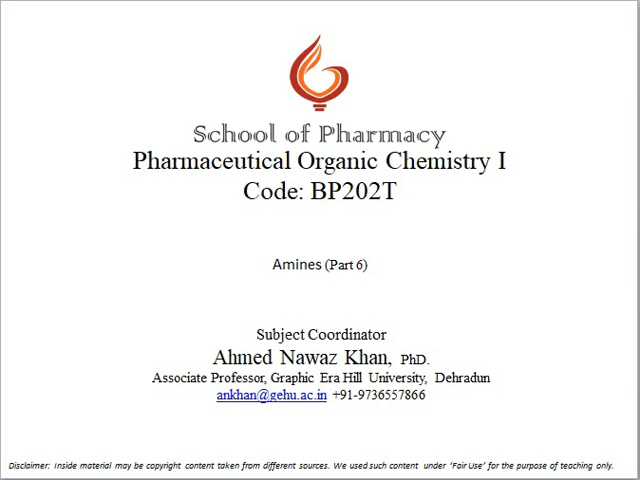 School of Pharmacy
Pharmaceutical Organic Chemistry I
Code: BP202T
Amines (Part 6)
Subject Coordinator
Ahmed Nawaz Khan, PhD.
Associate Professor, Graphic Era Hill University, Dehradun
ankhan@gehu.ac.in +91-9736557866
Disclaimer: Inside material may be copyright content taken from different sources. We used such content under 'Fair Use' for the purpose of teaching only.